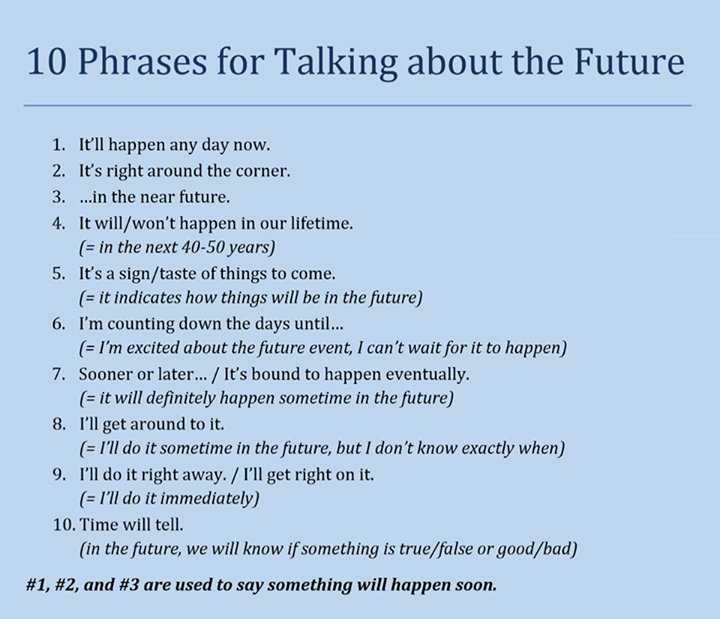 10 Phrases for Talking about the Future
1. It'll happen any day now.
2. It's right around the corner.
3. ...in the near future.
4. It will/won't happen in our lifetime.
(= in the next 40-50 years)
5. It's a sign/taste of things to come.
(= it indicates how things will be in the future)
6. I'm counting down the days until...
(= I'm excited about the future event, I can't wait for it to happen)
7. Sooner or later... / It's bound to happen eventually.
(= it will definitely happen sometime in the future)
8. I'll get around to it.
(= I'll do it sometime in the future, but I don't know exactly when)
9. I'll do it right away. / I'll get right on it.
(= I'll do it immediately)
10. Time will tell.
(in the future, we will know if something is true/false or good/bad)
#1, #2, and #3 are used to say something will happen soon.